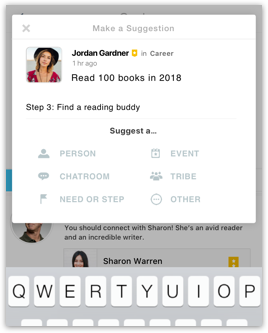 Make a Suggestion
Jordan Gardner in Career
1 hr ago
Read 100 books in 2018
Step 3: Find a reading buddy
Suggest a...
PERSON EVENT
CHATROOM TRIBE
NEED OR STEP OTHER
You should connect with Sharon! She's an avid reader
and an incredible writer.
Sharon Warren
Q W E R T Y U I O P